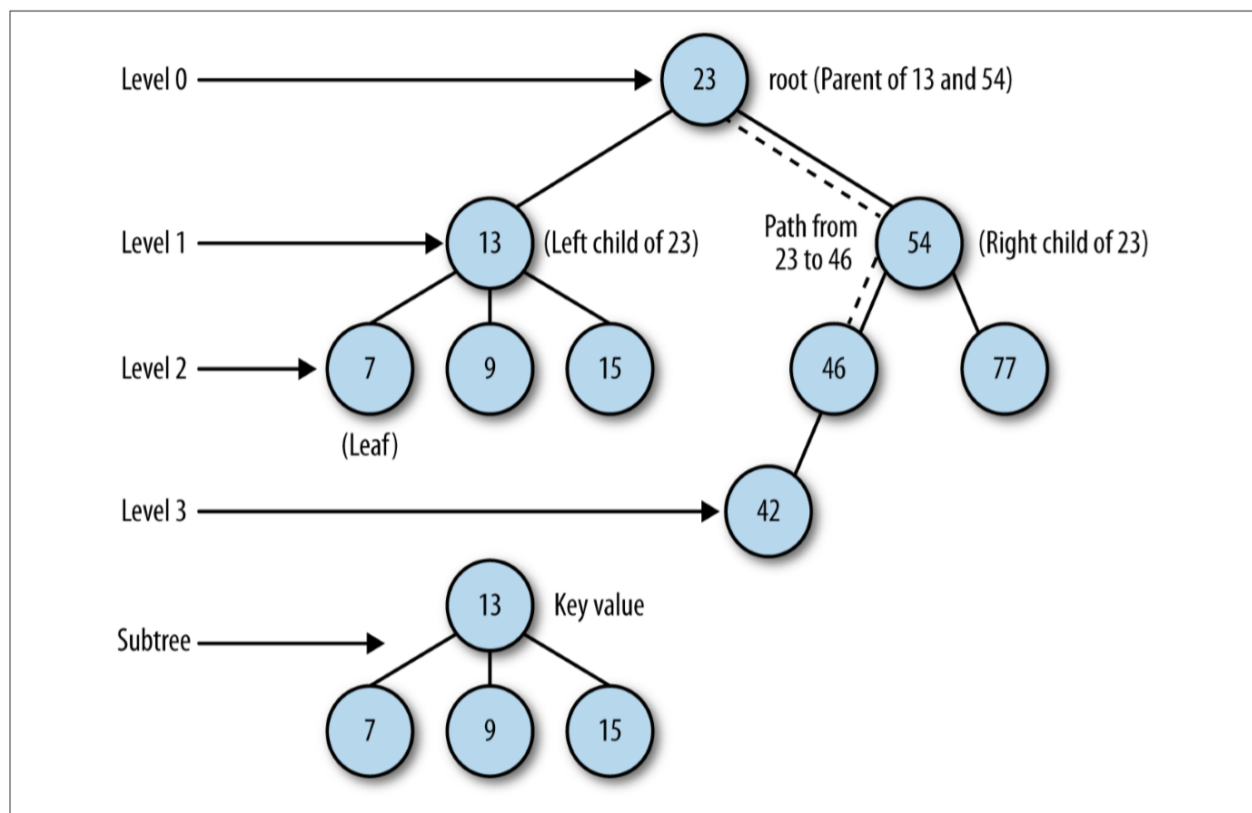 Level 0
23
root (Parent of 13 and 54)
Level 1
13
(Left child of 23)
Path from
23 to 46
54
(Right child of 23)
Level 2
7
9
15
46
77
(Leaf)
Level 3
42
13
Key value
Subtree
7
9
15